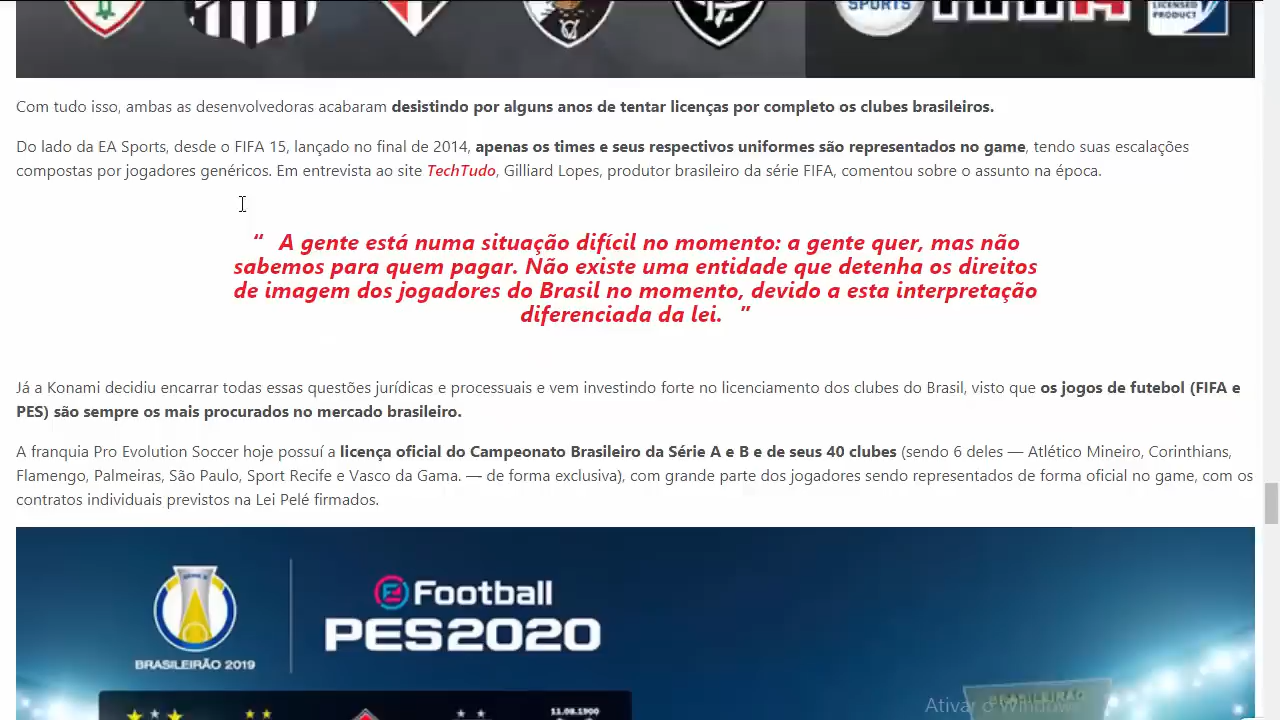 SPORTS
LICENSED
PRODUCT
Com tudo isso, ambas as desenvolvedoras acabaram desistindo por alguns anos de tentar licenças por completo os clubes brasileiros.
Do lado da EA Sports, desde o FIFA 15, lançado no final de 2014, apenas os times e seus respectivos uniformes são representados no game, tendo suas escalações
compostas por jogadores genéricos. Em entrevista ao site TechTudo, Gilliard Lopes, produtor brasileiro da série FIFA, comentou sobre o assunto na época.
“ A gente está numa situação difícil no momento: a gente quer, mas não
sabemos para quem pagar. Não existe uma entidade que detenha os direitos
de imagem dos jogadores do Brasil no momento, devido a esta interpretação
diferenciada da lei. ”
Já a Konami decidiu encarrar todas essas questões jurídicas e processuais e vem investindo forte no licenciamento dos clubes do Brasil, visto que os jogos de futebol (FIFA e
PES) são sempre os mais procurados no mercado brasileiro.
A franquia Pro Evolution Soccer hoje possuí a licença oficial do Campeonato Brasileiro da Série A e B e de seus 40 clubes (sendo 6 deles — Atlético Mineiro, Corinthians,
Flamengo, Palmeiras, São Paulo, Sport Recife e Vasco da Gama. — de forma exclusiva), com grande parte dos jogadores sendo representados de forma oficial no game, com os
contratos individuais previstos na Lei Pelé firmados.
BRASILEIRÃO 2019
Football
PES2020
11.08.1900
BRASILEIRÃO
Ativar o Windows